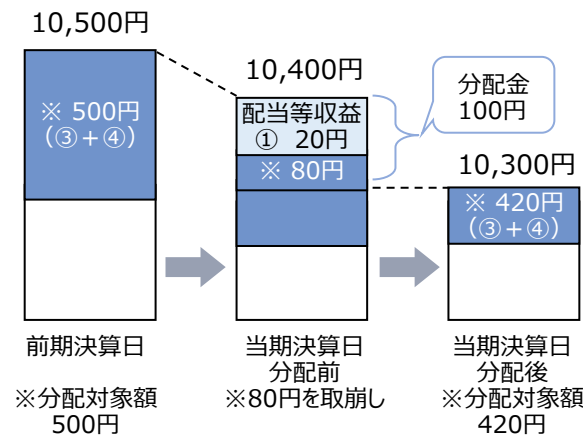 10,500円
※ 500円
（③＋④）
前期決算日
※分配対象額
500円
10,400円
配当等収益
① 20円
※ 80円
分配金
100円
当期決算日
分配前
※80円を取崩し
10,300円
※ 420円
（③＋④）
当期決算日
分配後
※分配対象額
420円